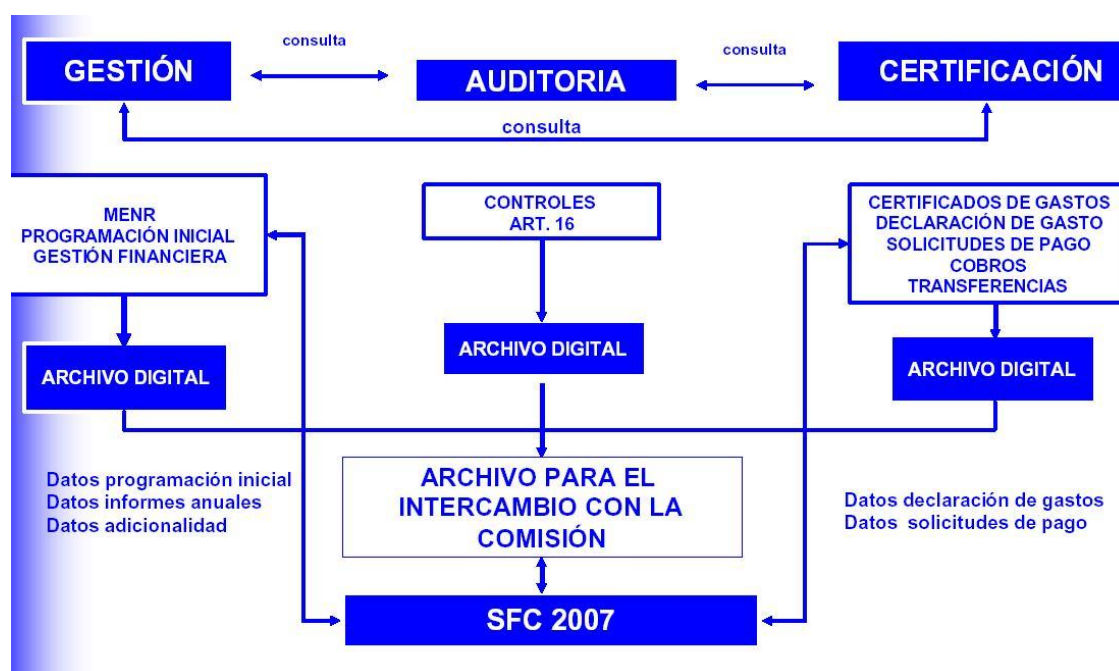 consulta
consulta
GESTIÓN
AUDITORIA
CERTIFICACIÓN
consulta
MENR
PROGRAMACIÓN INICIAL
GESTIÓN FINANCIERA
CONTROLES
ART. 16
CERTIFICADOS DE GASTOS
DECLARACIÓN DE GASTO
SOLICITUDES DE PAGO
COBROS
TRANSFERENCIAS
ARCHIVO DIGITAL
ARCHIVO DIGITAL
ARCHIVO DIGITAL
Datos programación inicial
Datos informes anuales
Datos adicionalidad
ARCHIVO PARA EL
INTERCAMBIO CON LA
COMISIÓN
Datos declaración de gastos
Datos solicitudes de pago
SFC 2007